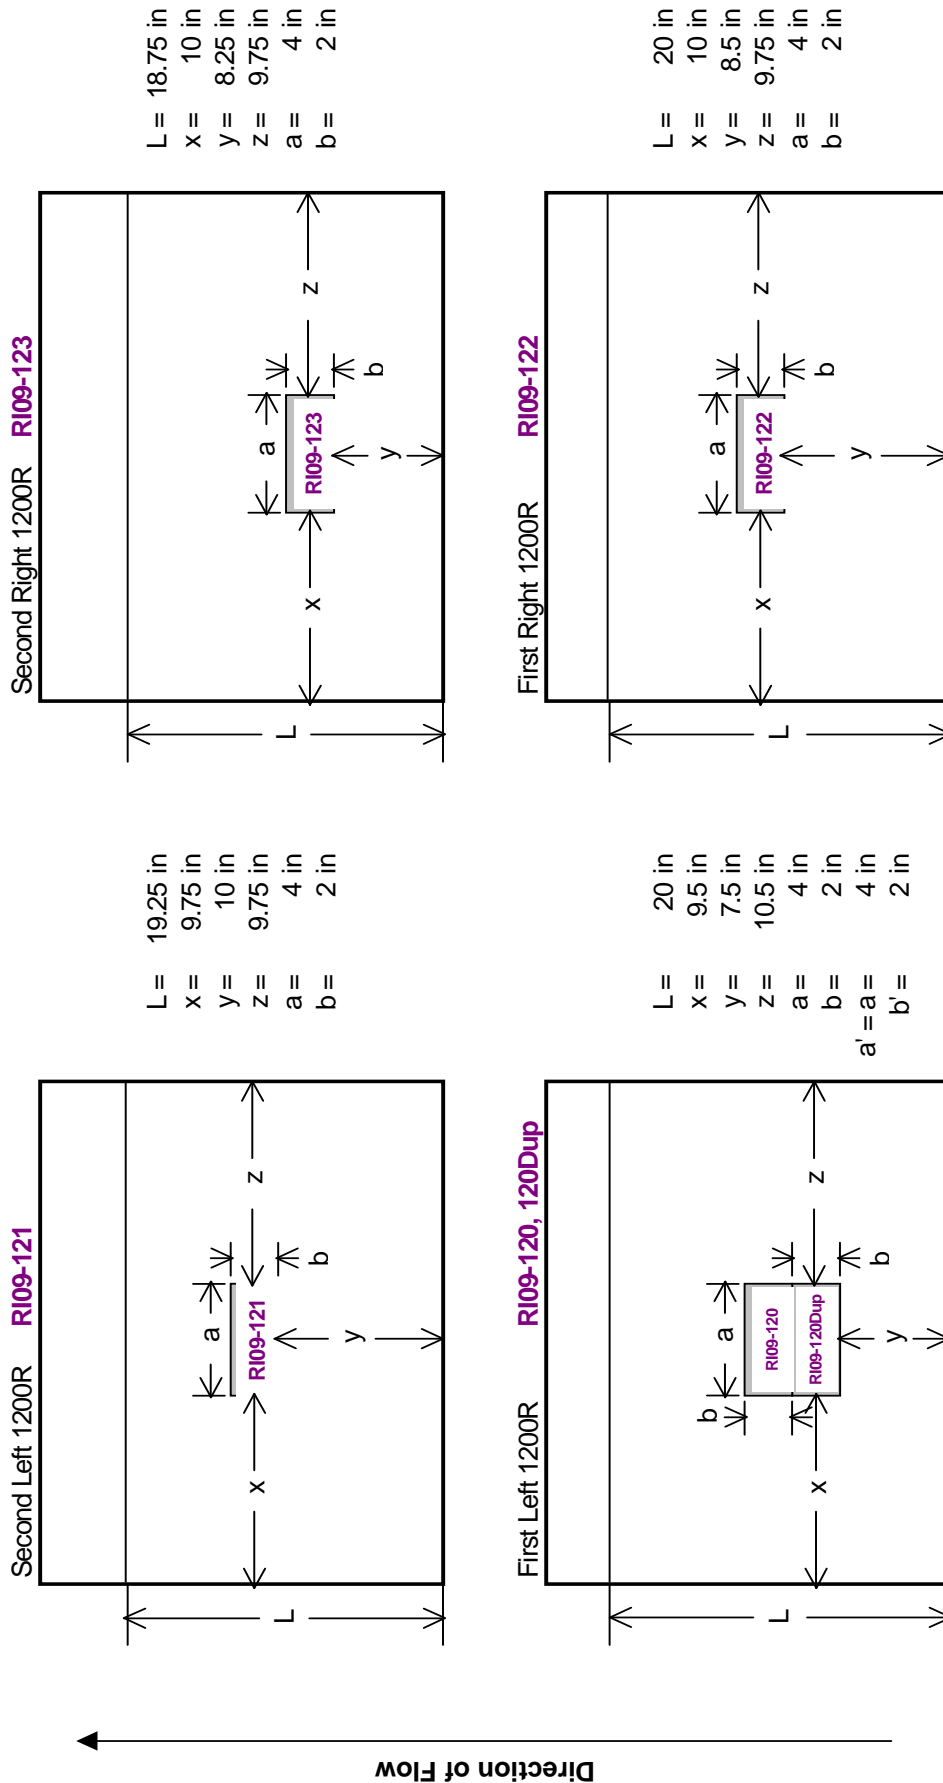 Direction of Flow
Second Left 1200R RI09-121
L
x
RI09-121
a
b
y
z
L = 19.25 in
x = 9.75 in
y = 10 in
z = 9.75 in
a = 4 in
b = 2 in
Second Right 1200R RI09-123
L
x
RI09-123
a
b
y
z
L = 18.75 in
x = 10 in
y = 8.25 in
z = 9.75 in
a = 4 in
b = 2 in
First Left 1200R RI09-120, 120Dup
L
x
b
RI09-120
RI09-120Dup
a
b
y
z
L = 20 in
x = 9.5 in
y = 7.5 in
z = 10.5 in
a = 4 in
b = 2 in
a' = a = 4 in
b' = 2 in
First Right 1200R RI09-122
L
x
RI09-122
a
b
y
z
L = 20 in
x = 10 in
y = 8.5 in
z = 9.75 in
a = 4 in
b = 2 in